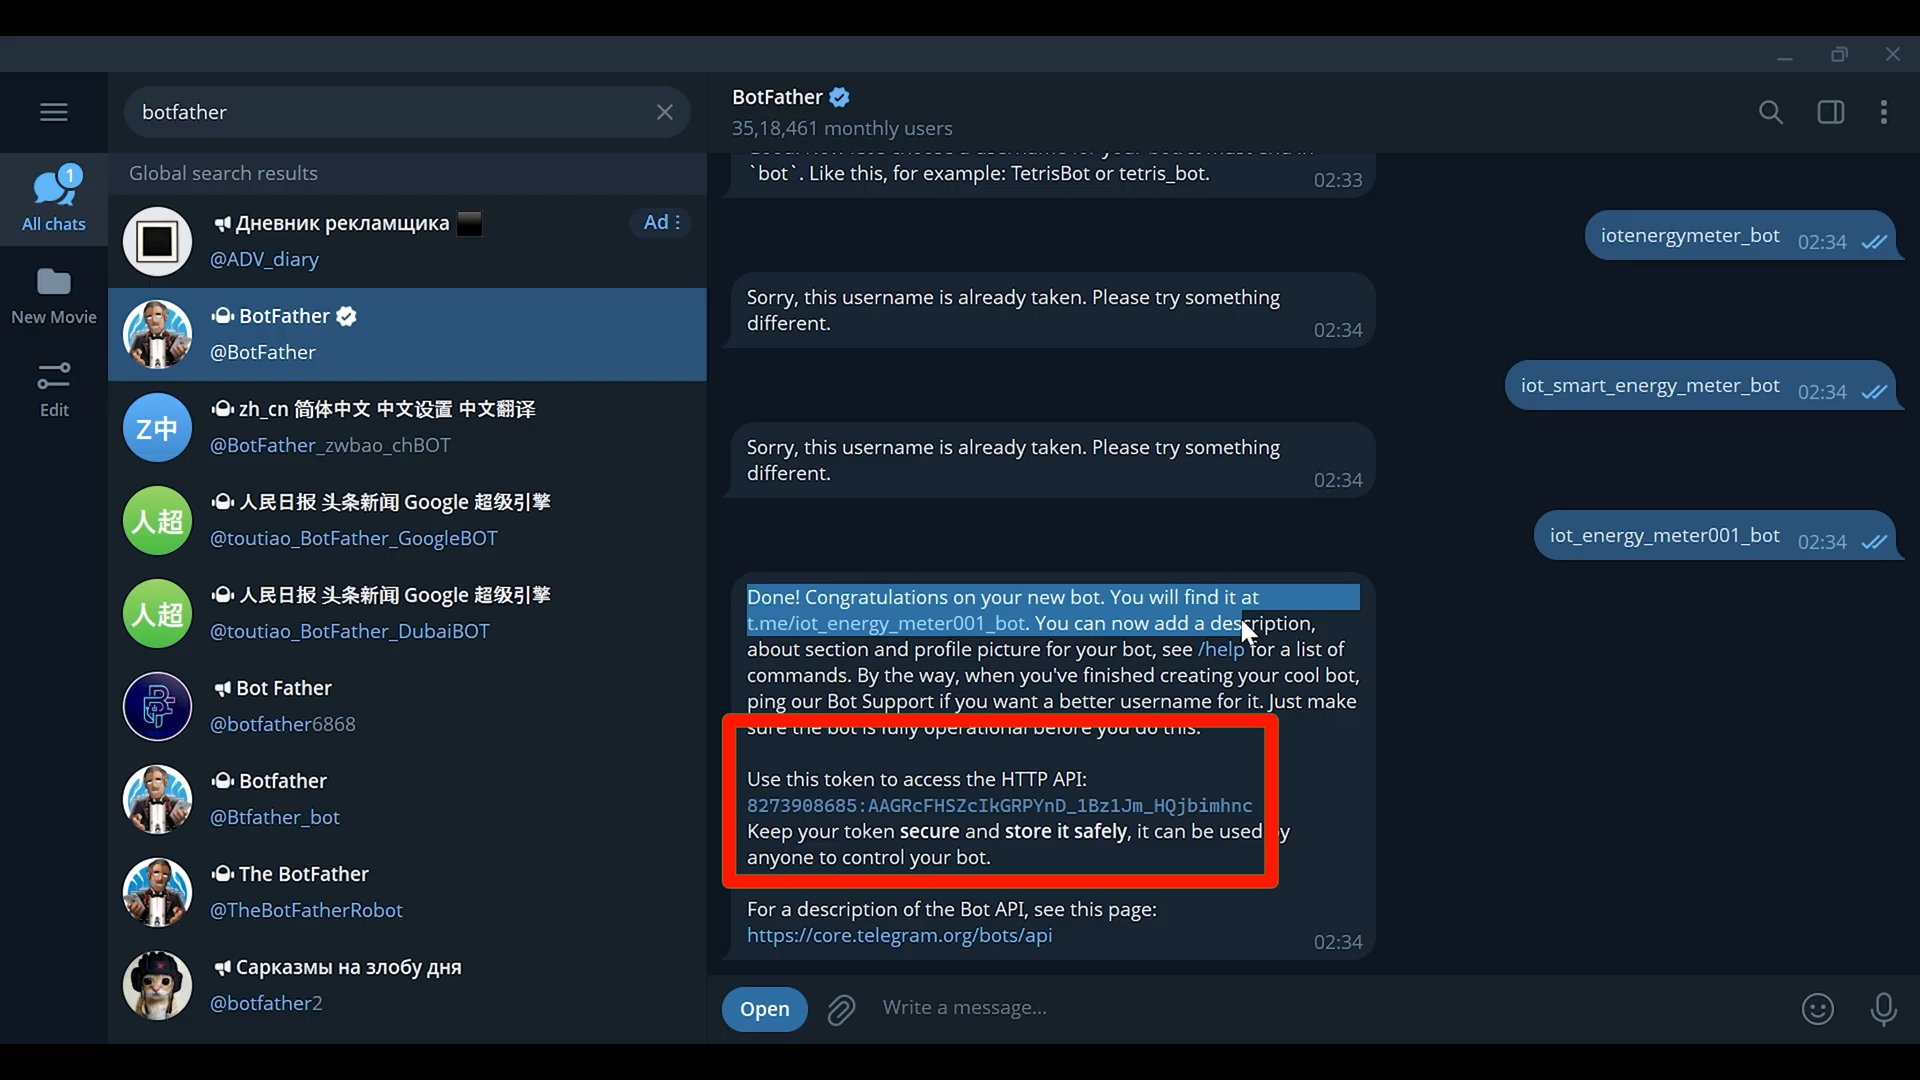 botfather
Global search results
Дневник рекламщика
Ad
@ADV_diary
BotFather
@BotFather
Z中
zh_cn 简体中文 中文设置 中文翻译
@BotFather_zwbao_chBOT
人超
人民日报 头条新闻 Google 超级引擎
@toutiao_BotFather_GoogleBOT
人超
人民日报 头条新闻 Google 超级引擎
@toutiao_BotFather_DubaiBOT
Bot Father
@botfather6868
Botfather
@Btfather_bot
The BotFather
@TheBotFatherRobot
Сарказмы на злобу дня
@botfather2
1
All chats
New Movie
Edit
BotFather
35,18,461 monthly users
`bot`. Like this, for example: TetrisBot or tetris_bot.
02:33
iotenergymeter_bot 02:34
Sorry, this username is already taken. Please try something
different.
02:34
iot_smart_energy_meter_bot 02:34
Sorry, this username is already taken. Please try something
different.
02:34
iot_energy_meter001_bot 02:34
Done! Congratulations on your new bot. You will find it at
t.me/iot_energy_meter001_bot. You can now add a description,
about section and profile picture for your bot, see /help for a list of
commands. By the way, when you've finished creating your cool bot,
ping our Bot Support if you want a better username for it. Just make
sure the bot is fully operational before you do this.
Use this token to access the HTTP API:
8273908685:AAGRcFHSZcIkGRPYnD_1Bz1Jm_HQjbimhnc
Keep your token secure and store it safely, it can be used by
anyone to control your bot.
For a description of the Bot API, see this page:
https://core.telegram.org/bots/api
02:34
Open
Write a message...